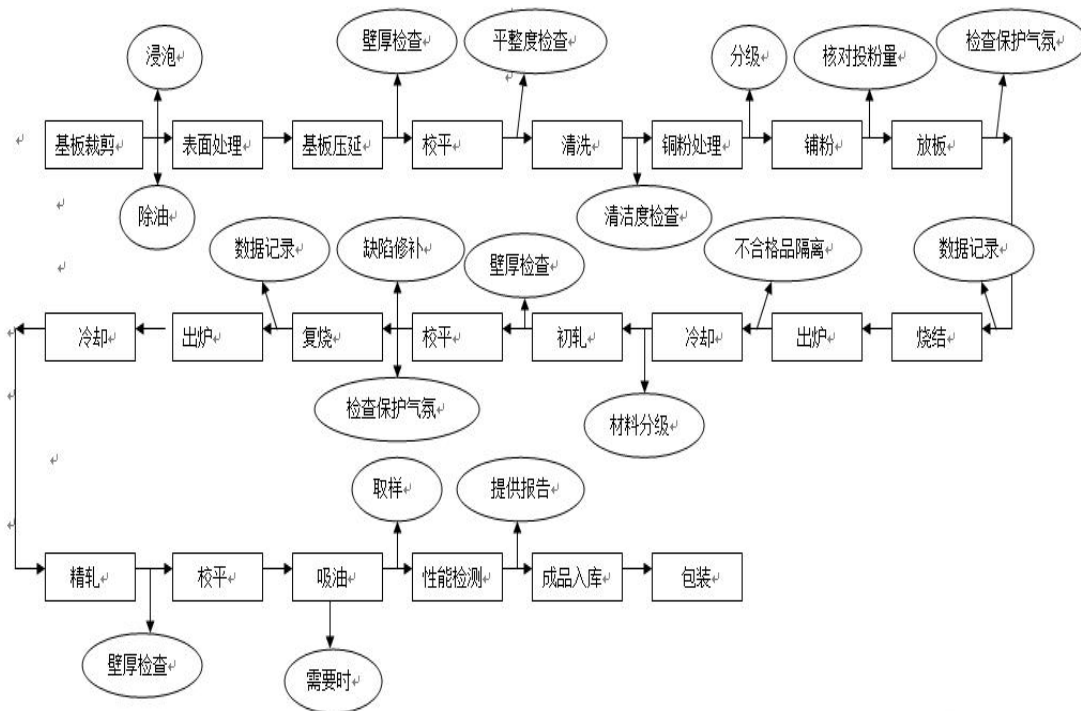 浸泡
壁厚检查
平整度检查
分级
核对投粉量
检查保护气氛
基板裁剪
表面处理
基板压延
校平
清洗
铜粉处理
铺粉
放板
除油
清洁度检查
数据记录
缺陷修补
壁厚检查
不合格品隔离
数据记录
冷却
出炉
复烧
校平
初轧
冷却
出炉
烧结
检查保护气氛
材料分级
取样
提供报告
精轧
校平
吸油
性能检测
成品入库
包装
壁厚检查
需要时